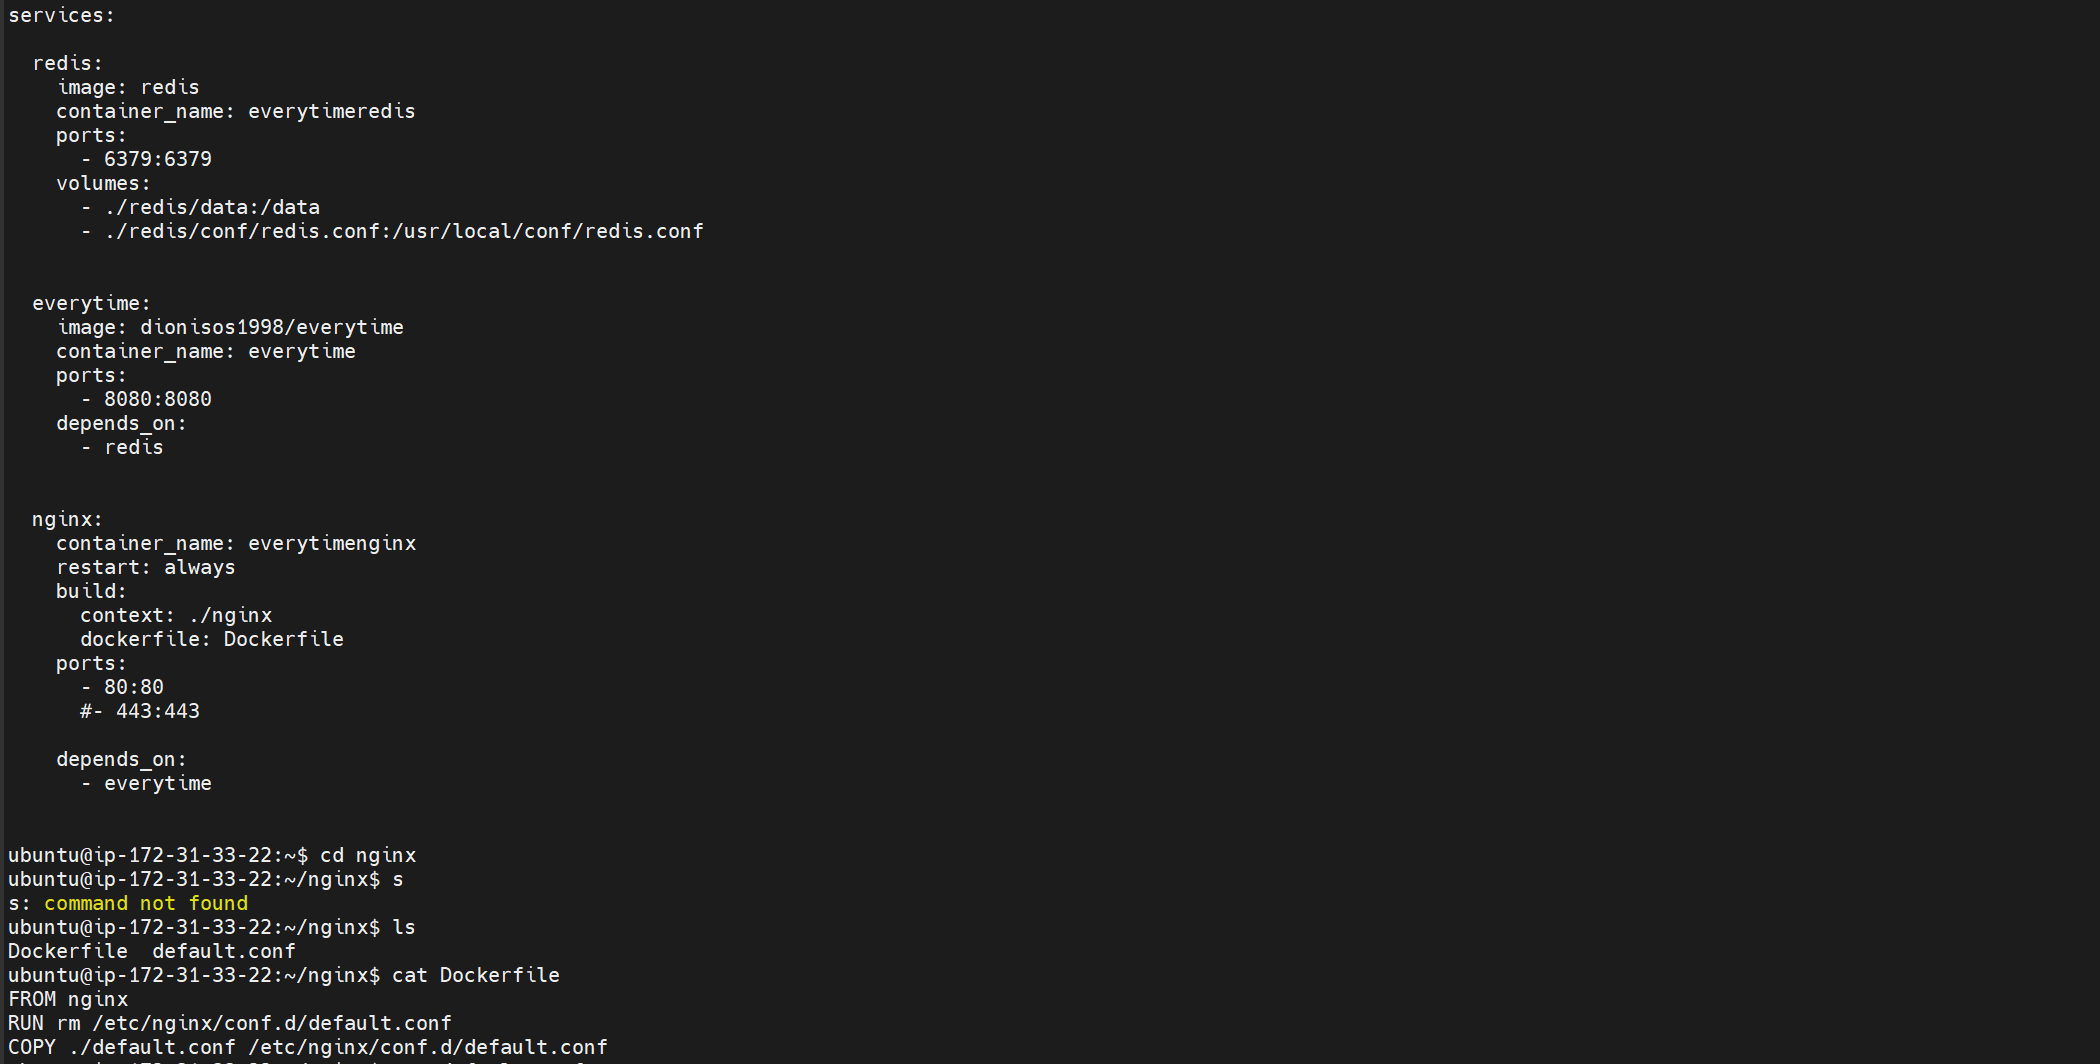 services:
redis:
image: redis
container_name: everytimeredis
ports:
- 6379:6379
volumes:
- ./redis/data:/data
- ./redis/conf/redis.conf:/usr/local/conf/redis.conf
everytime:
image: dionisos1998/everytime
container_name: everytime
ports:
- 8080:8080
depends_on:
- redis
nginx:
container_name: everytimenginx
restart: always
build:
context: ./nginx
dockerfile: Dockerfile
ports:
- 80:80
#- 443:443
depends_on:
- everytime
ubuntu@ip-172-31-33-22:~$ cd nginx
ubuntu@ip-172-31-33-22:~/nginx$ s
s: command not found
ubuntu@ip-172-31-33-22:~/nginx$ ls
Dockerfile  default.conf
ubuntu@ip-172-31-33-22:~/nginx$ cat Dockerfile
FROM nginx
RUN rm /etc/nginx/conf.d/default.conf
COPY ./default.conf /etc/nginx/conf.d/default.conf